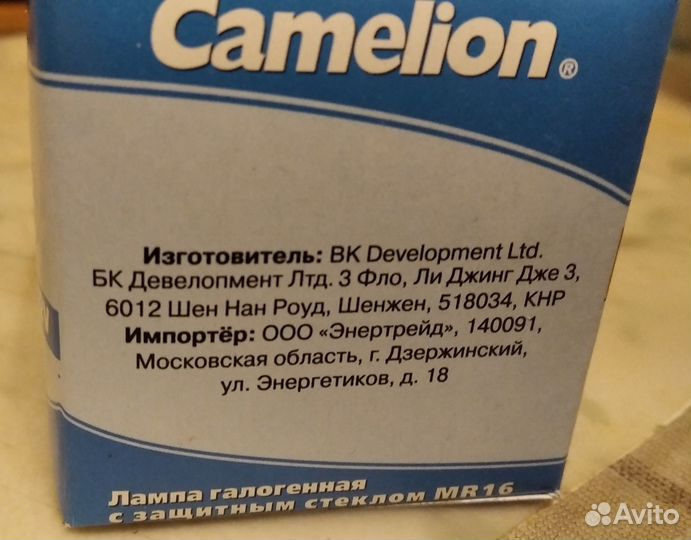 Camelion®
Изготовитель: BK Development Ltd.
БК Девелопмент Лтд. 3 Фло, Ли Джинг Дже 3,
6012 Шен Нан Роуд, Шенжен, 518034, КНР
Импортёр: ООО «Энертрейд», 140091,
Московская область, г. Дзержинский,
ул. Энергетиков, д. 18
Лампа галогенная
с защитным стеклом MR16
Avito